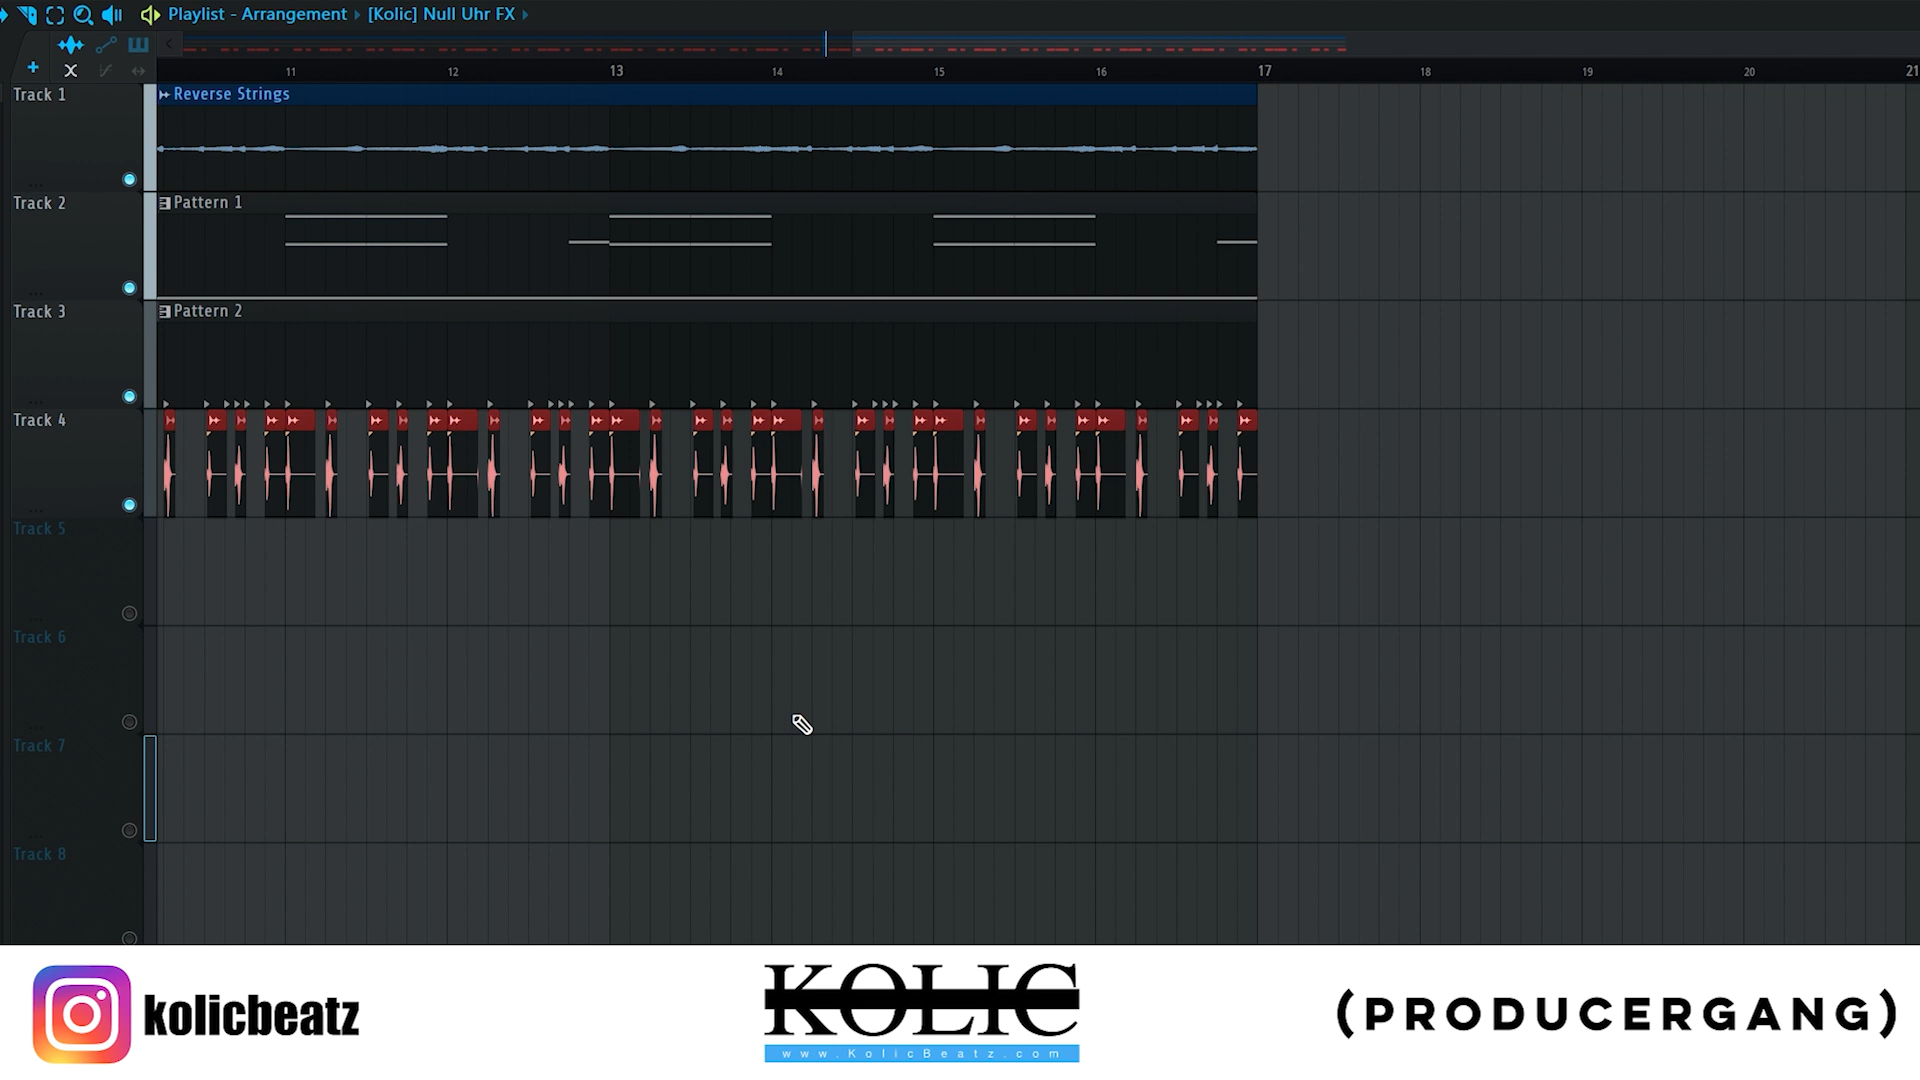 Playlist - Arrangement [Kolic] Null Uhr FX
11 12 13 14 15 16 17 18 19 20 21
Track 1
Reverse Strings
Track 2
Pattern 1
Track 3
Pattern 2
Track 4
Track 5
Track 6
Track 7
Track 8
kolicbeatz
KOLIC
www.KolicBeatz.com
(PRODUCERGANG)